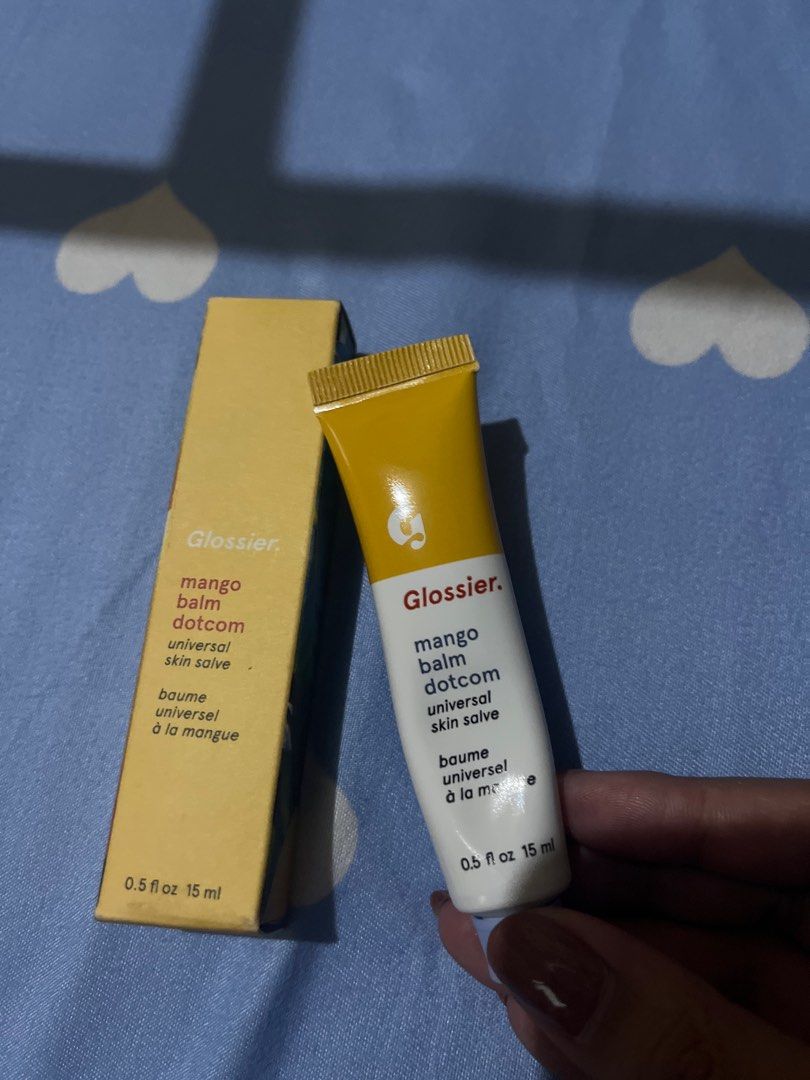 Glossier.
mango
balm
dotcom
universal
skin salve
baume
universel
à la mangue
0.5 fl oz 15 ml
G
Glossier.
mango
balm
dotcom
universal
skin salve
baume
universel
à la
0.5 fl oz 15 ml